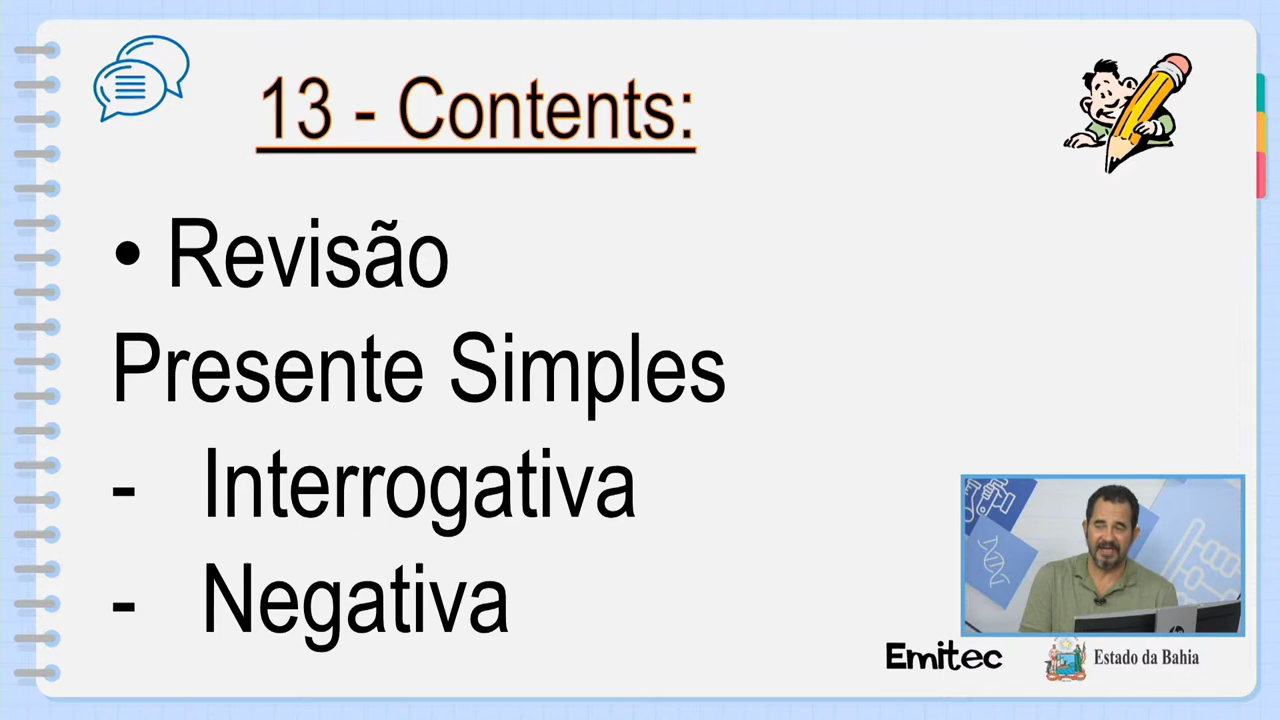 13 - Contents:
• Revisão
Presente Simples
- Interrogativa
- Negativa
Emitec
Estado da Bahia